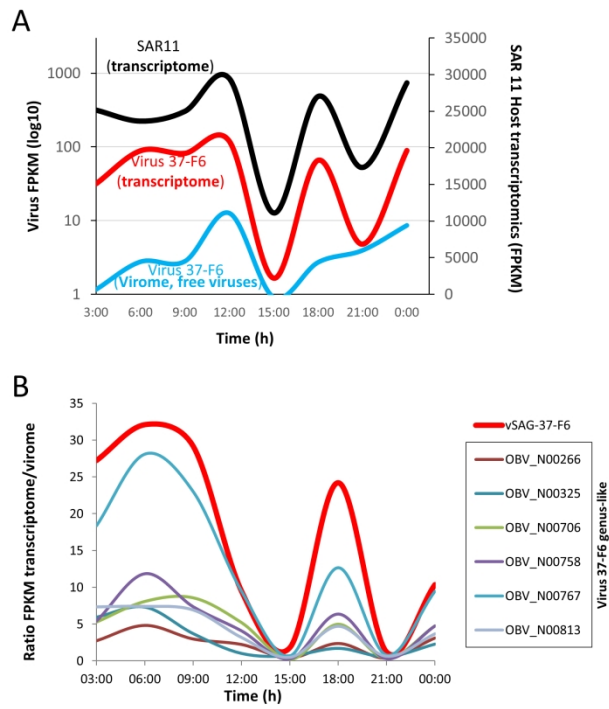 A
SAR11
(transcriptome)
Virus 37-F6
(transcriptome)
Virus 37-F6
(Virome, free viruses)
Virus FPKM (log10)
1000
100
10
1
35000
30000
25000
20000
15000
10000
5000
0
SAR 11 Host transcriptomics (FPKM)
3:00 6:00 9:00 12:00 15:00 18:00 21:00 0:00
Time (h)
B
Ratio FPKM transcriptome/virome
35
30
25
20
15
10
5
0
03:00 06:00 09:00 12:00 15:00 18:00 21:00 00:00
Time (h)
vSAG-37-F6
OBV_N00266
OBV_N00325
OBV_N00706
OBV_N00758
OBV_N00767
OBV_N00813
Virus 37-F6 genus-like